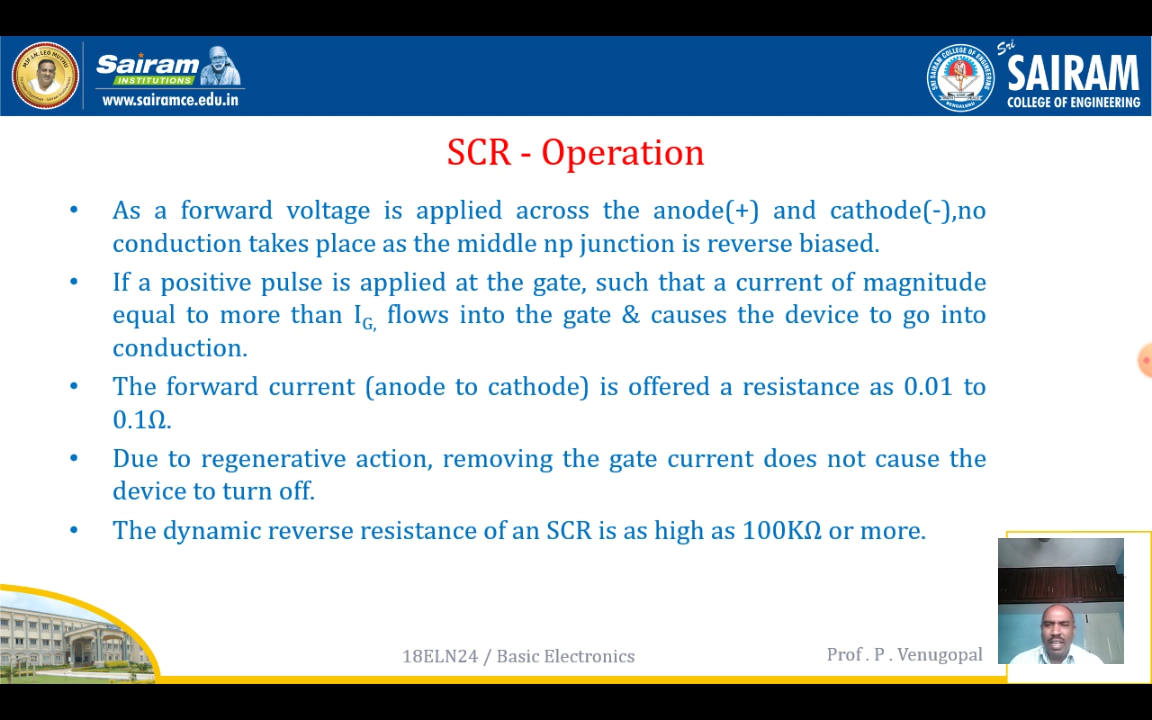 Sairam
INSTITUTIONS
www.sairamce.edu.in
Sri
SAIRAM
COLLEGE OF ENGINEERING
SCR - Operation
• As a forward voltage is applied across the anode(+) and cathode(-),no
conduction takes place as the middle np junction is reverse biased.
• If a positive pulse is applied at the gate, such that a current of magnitude
equal to more than IG, flows into the gate & causes the device to go into
conduction.
• The forward current (anode to cathode) is offered a resistance as 0.01 to
0.1Ω.
• Due to regenerative action, removing the gate current does not cause the
device to turn off.
• The dynamic reverse resistance of an SCR is as high as 100KΩ or more.
18ELN24 / Basic Electronics
Prof . P . Venugopal